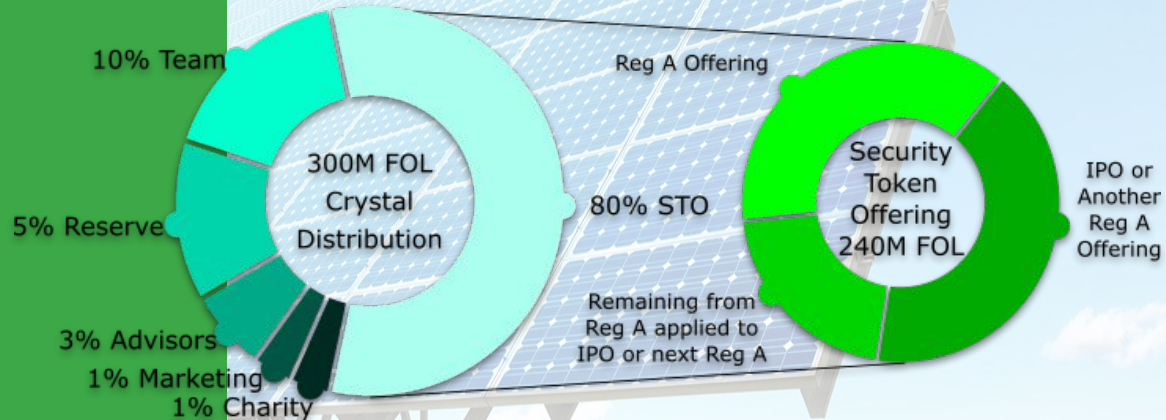 10% Team
5% Reserve
3% Advisors
1% Marketing
1% Charity
300M FOL
Crystal
Distribution
80% STO
Reg A Offering
Remaining from
Reg A applied to
IPO or next Reg A
Security
Token
Offering
240M FOL
IPO or
Another
Reg A
Offering